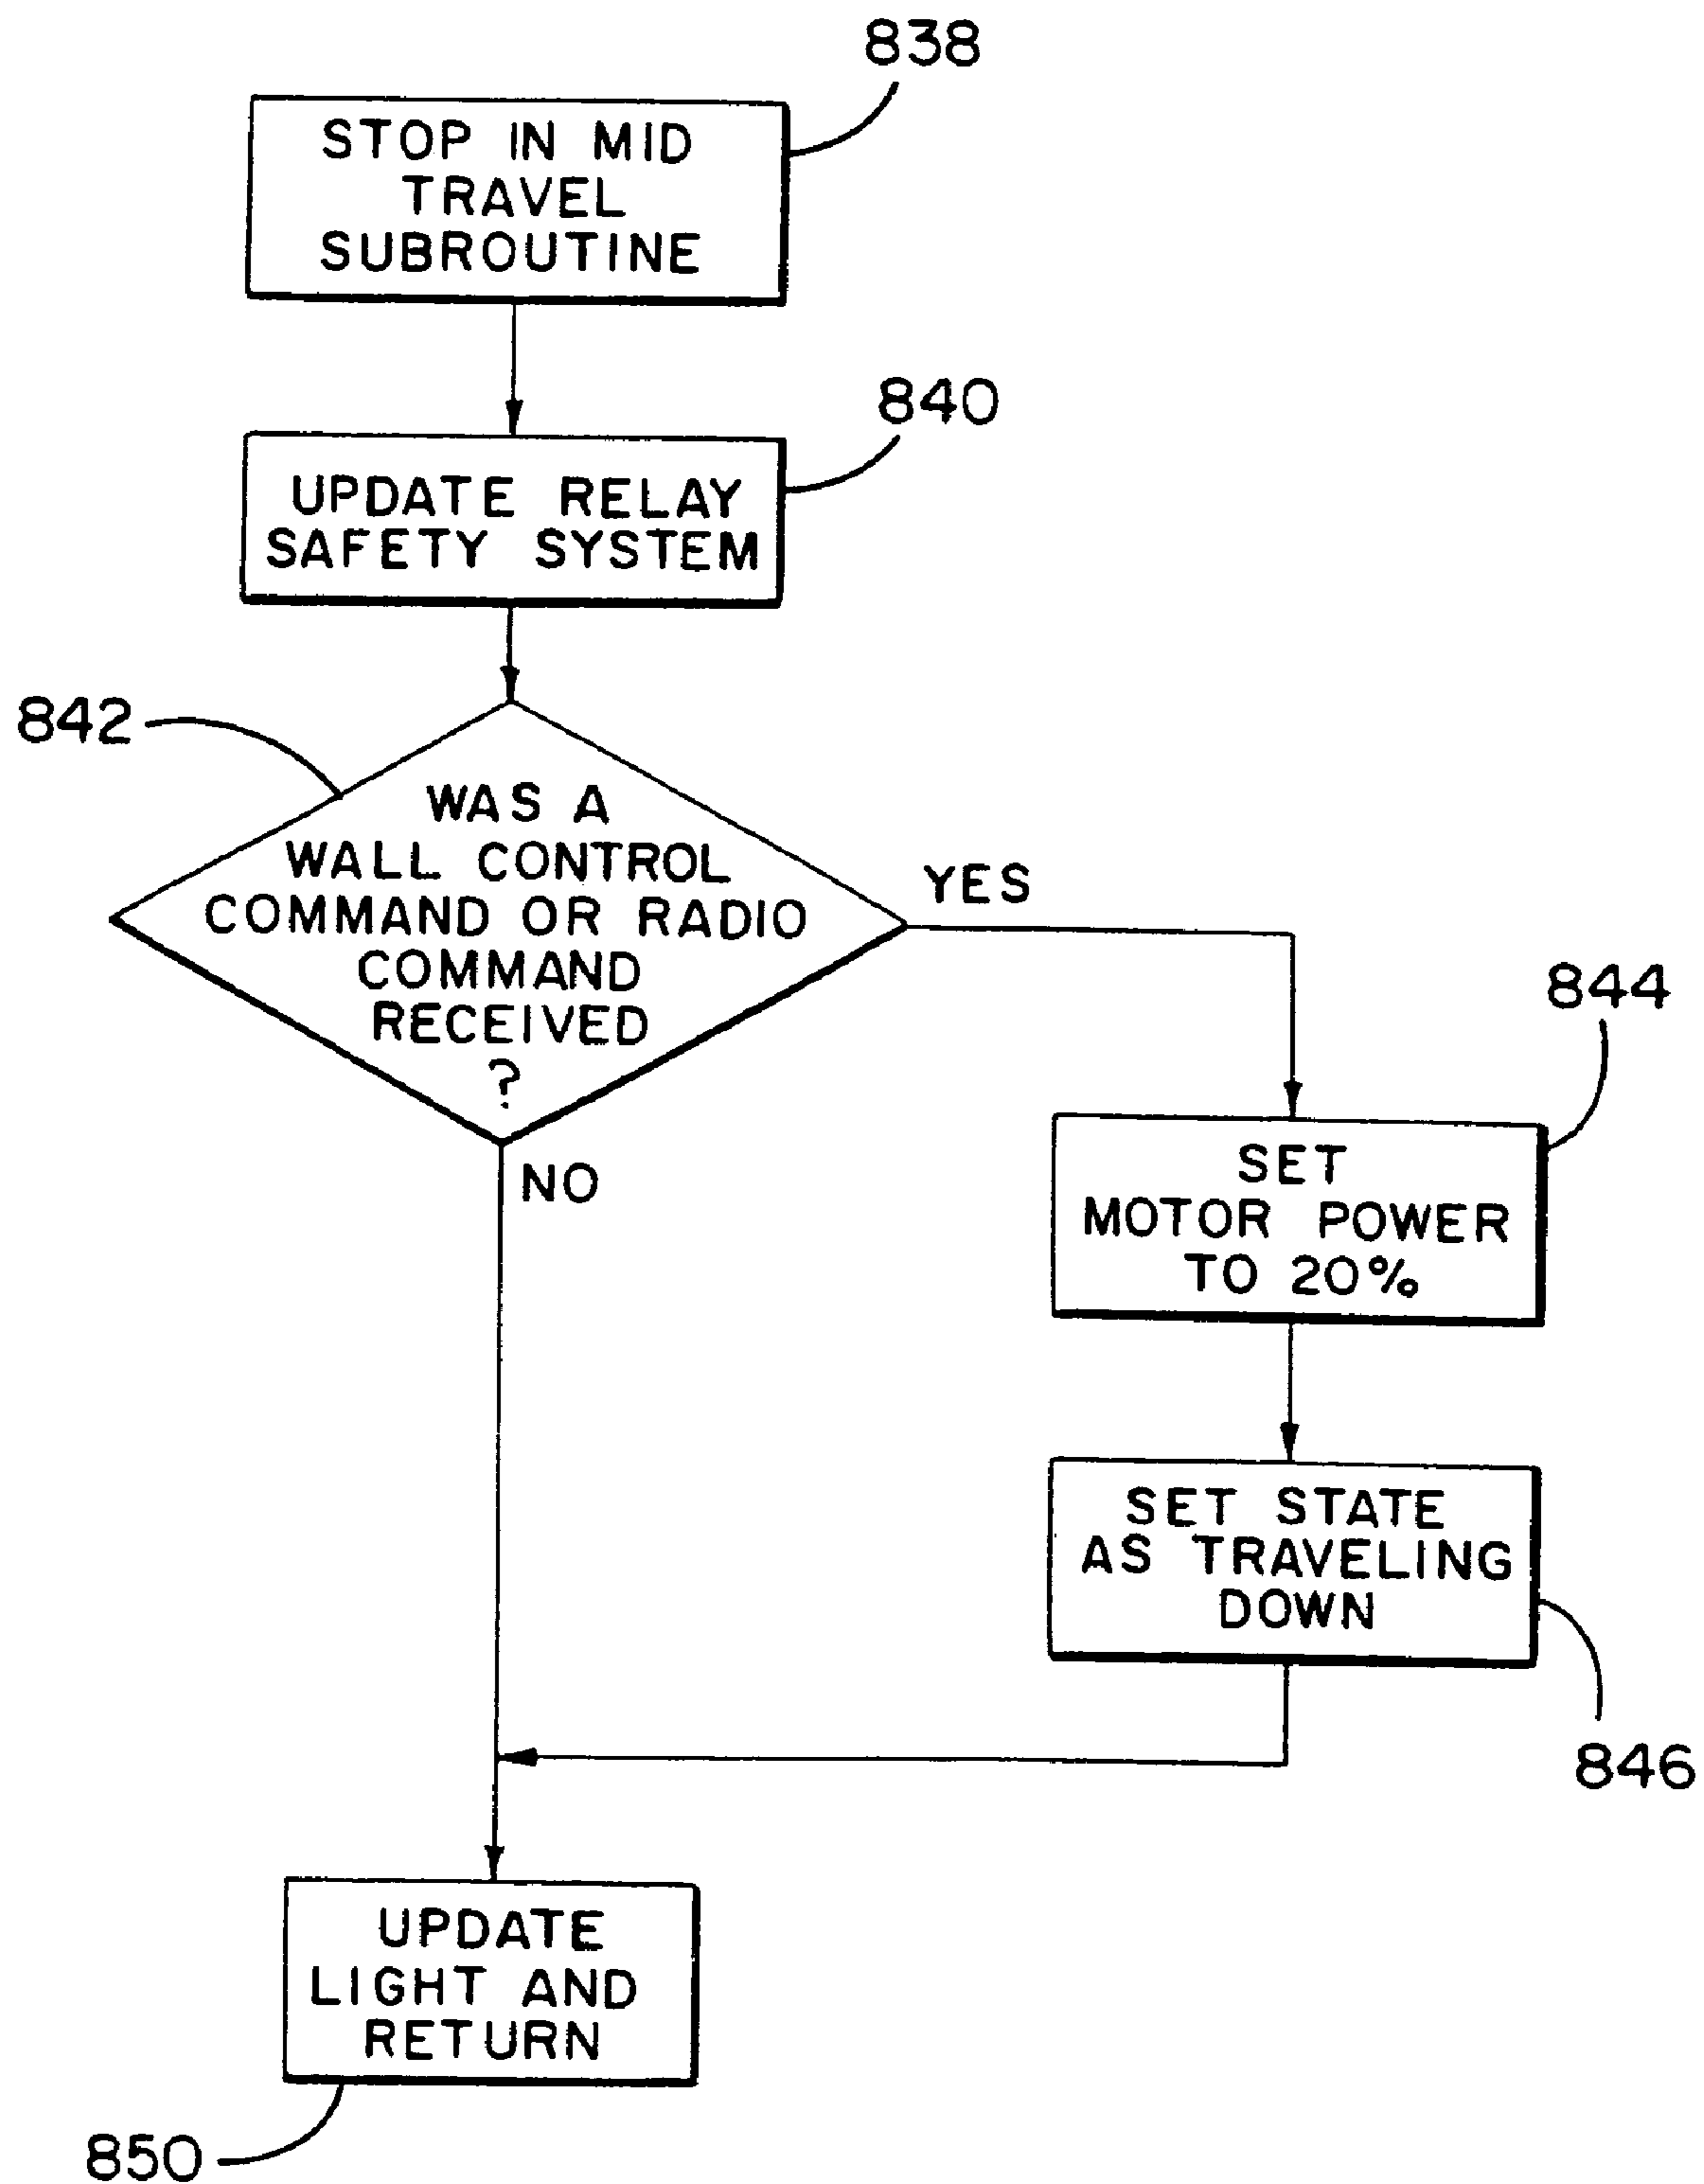 838
STOP IN MID
TRAVEL
SUBROUTINE
840
UPDATE RELAY
SAFETY SYSTEM
842
WAS A
WALL CONTROL
COMMAND OR RADIO
COMMAND
RECEIVED
?
YES
NO
844
SET
MOTOR POWER
TO 20%
SET STATE
AS TRAVELING
DOWN
846
UPDATE
LIGHT AND
RETURN
850